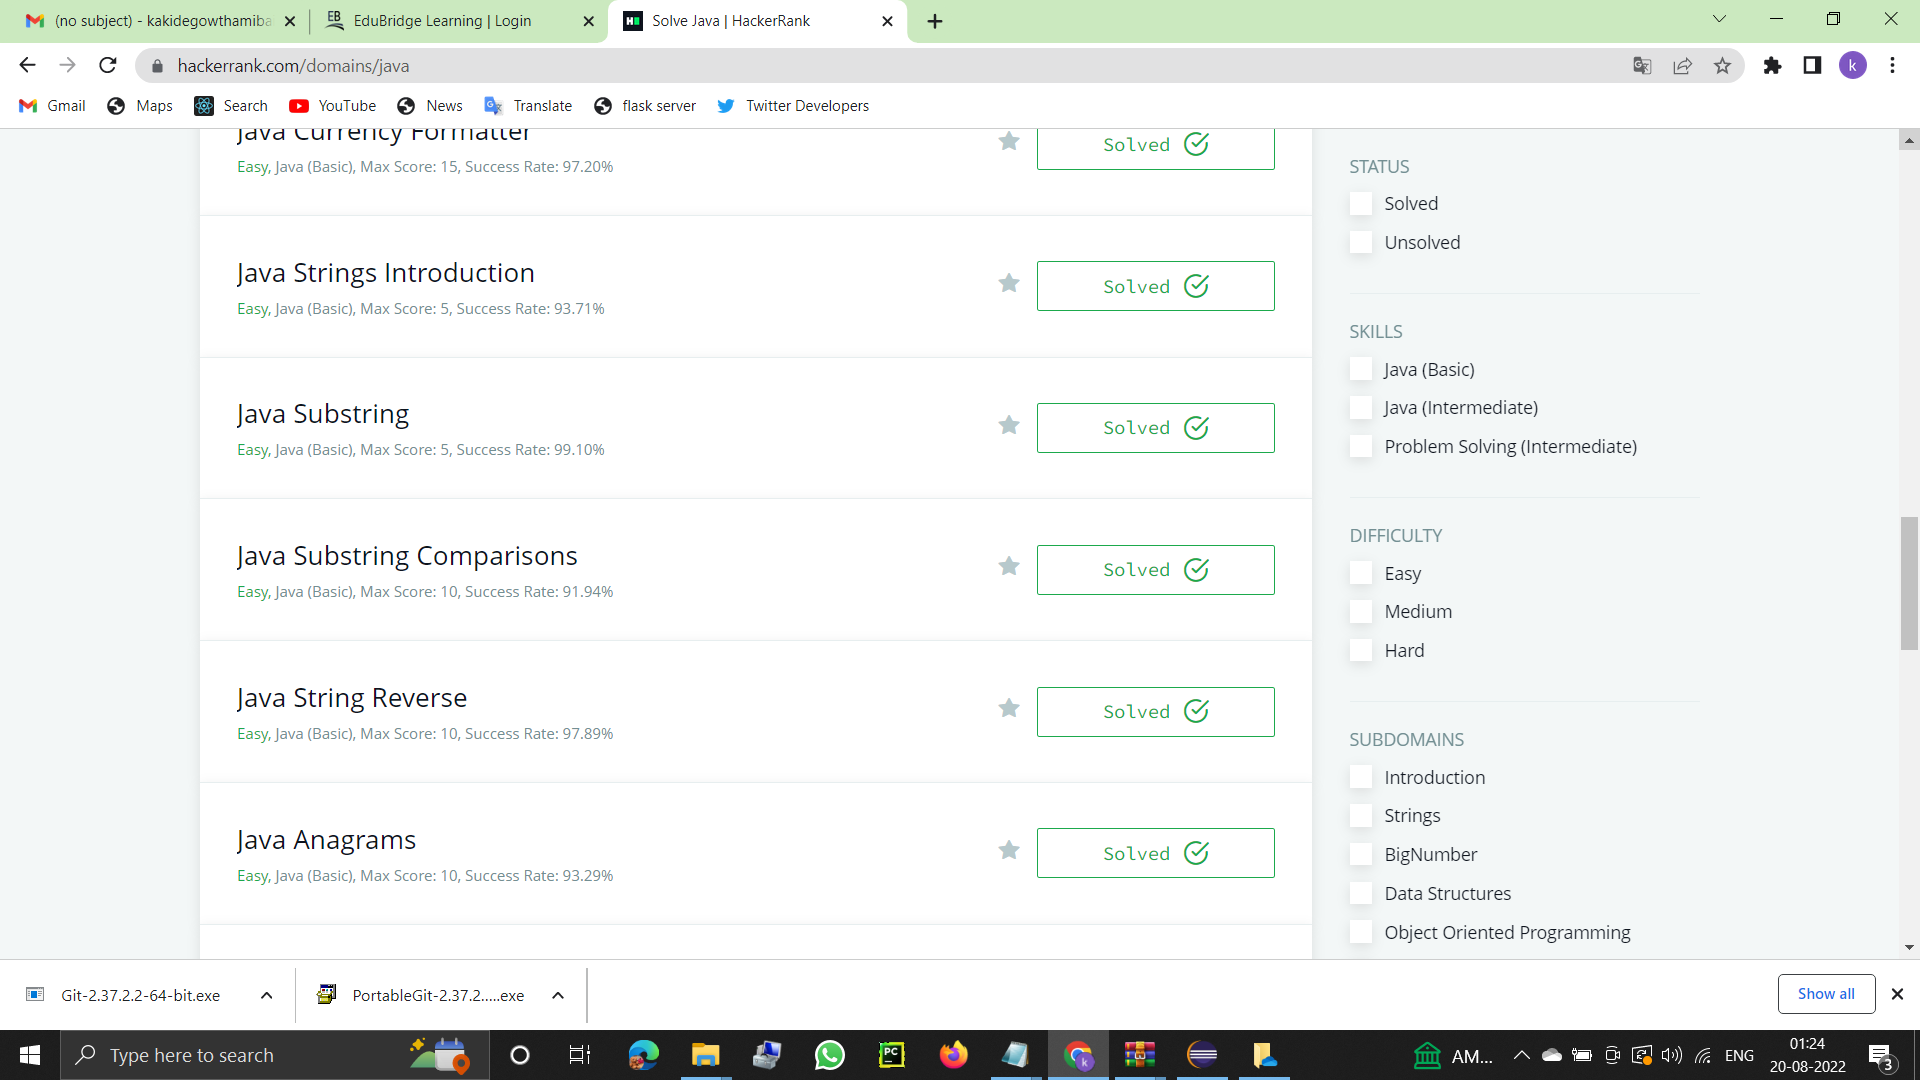 (no subject) - kakidegowthamiba
EduBridge Learning | Login
Solve Java | HackerRank
hackerrank.com/domains/java
k
Gmail
Maps
Search
YouTube
News
Translate
flask server
Twitter Developers
Java Currency Formatter
Easy, Java (Basic), Max Score: 15, Success Rate: 97.20%
Solved
Java Strings Introduction
Easy, Java (Basic), Max Score: 5, Success Rate: 93.71%
Solved
Java Substring
Easy, Java (Basic), Max Score: 5, Success Rate: 99.10%
Solved
Java Substring Comparisons
Easy, Java (Basic), Max Score: 10, Success Rate: 91.94%
Solved
Java String Reverse
Easy, Java (Basic), Max Score: 10, Success Rate: 97.89%
Solved
Java Anagrams
Easy, Java (Basic), Max Score: 10, Success Rate: 93.29%
Solved
STATUS
Solved
Unsolved
SKILLS
Java (Basic)
Java (Intermediate)
Problem Solving (Intermediate)
DIFFICULTY
Easy
Medium
Hard
SUBDOMAINS
Introduction
Strings
BigNumber
Data Structures
Object Oriented Programming
Git-2.37.2.2-64-bit.exe
PortableGit-2.37.2.....exe
Show all
Type here to search
PC
k
AM...
ENG
01:24
20-08-2022
3